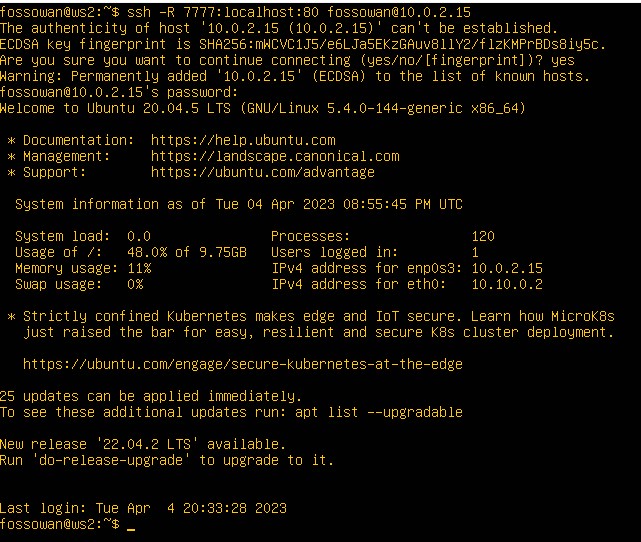 fossowan@ws2:~$ ssh -R 7777:localhost:80 fossowan@10.0.2.15
The authenticity of host '10.0.2.15 (10.0.2.15)' can't be established.
ECDSA key fingerprint is SHA256:mWCVC1J5/e6LJa5EKzGAuv8llY2/flzKMPrBDs8iy5c.
Are you sure you want to continue connecting (yes/no/[fingerprint])? yes
Warning: Permanently added '10.0.2.15' (ECDSA) to the list of known hosts.
fossowan@10.0.2.15's password:
Welcome to Ubuntu 20.04.5 LTS (GNU/Linux 5.4.0-144-generic x86_64)
* Documentation: https://help.ubuntu.com
* Management: https://landscape.canonical.com
* Support: https://ubuntu.com/advantage
System information as of Tue 04 Apr 2023 08:55:45 PM UTC
System load: 0.0 Processes: 120
Usage of /: 48.0% of 9.75GB Users logged in: 1
Memory usage: 11% IPv4 address for enp0s3: 10.0.2.15
Swap usage: 0% IPv4 address for eth0: 10.10.0.2
* Strictly confined Kubernetes makes edge and IoT secure. Learn how MicroK8s
just raised the bar for easy, resilient and secure K8s cluster deployment.
https://ubuntu.com/engage/secure-kubernetes-at-the-edge
25 updates can be applied immediately.
To see these additional updates run: apt list --upgradable
New release '22.04.2 LTS' available.
Run 'do-release-upgrade' to upgrade to it.
Last login: Tue Apr  4 20:33:28 2023
fossowan@ws2:~$ _